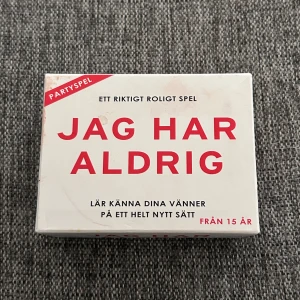 PARTYSPEL
ETT RIKTIGT ROLIGT SPEL
JAG HAR
ALDRIG
LÄR KÄNNA DINA VÄNNER
PÅ ETT HELT NYTT SÄTT
FRÅN 15 ÅR